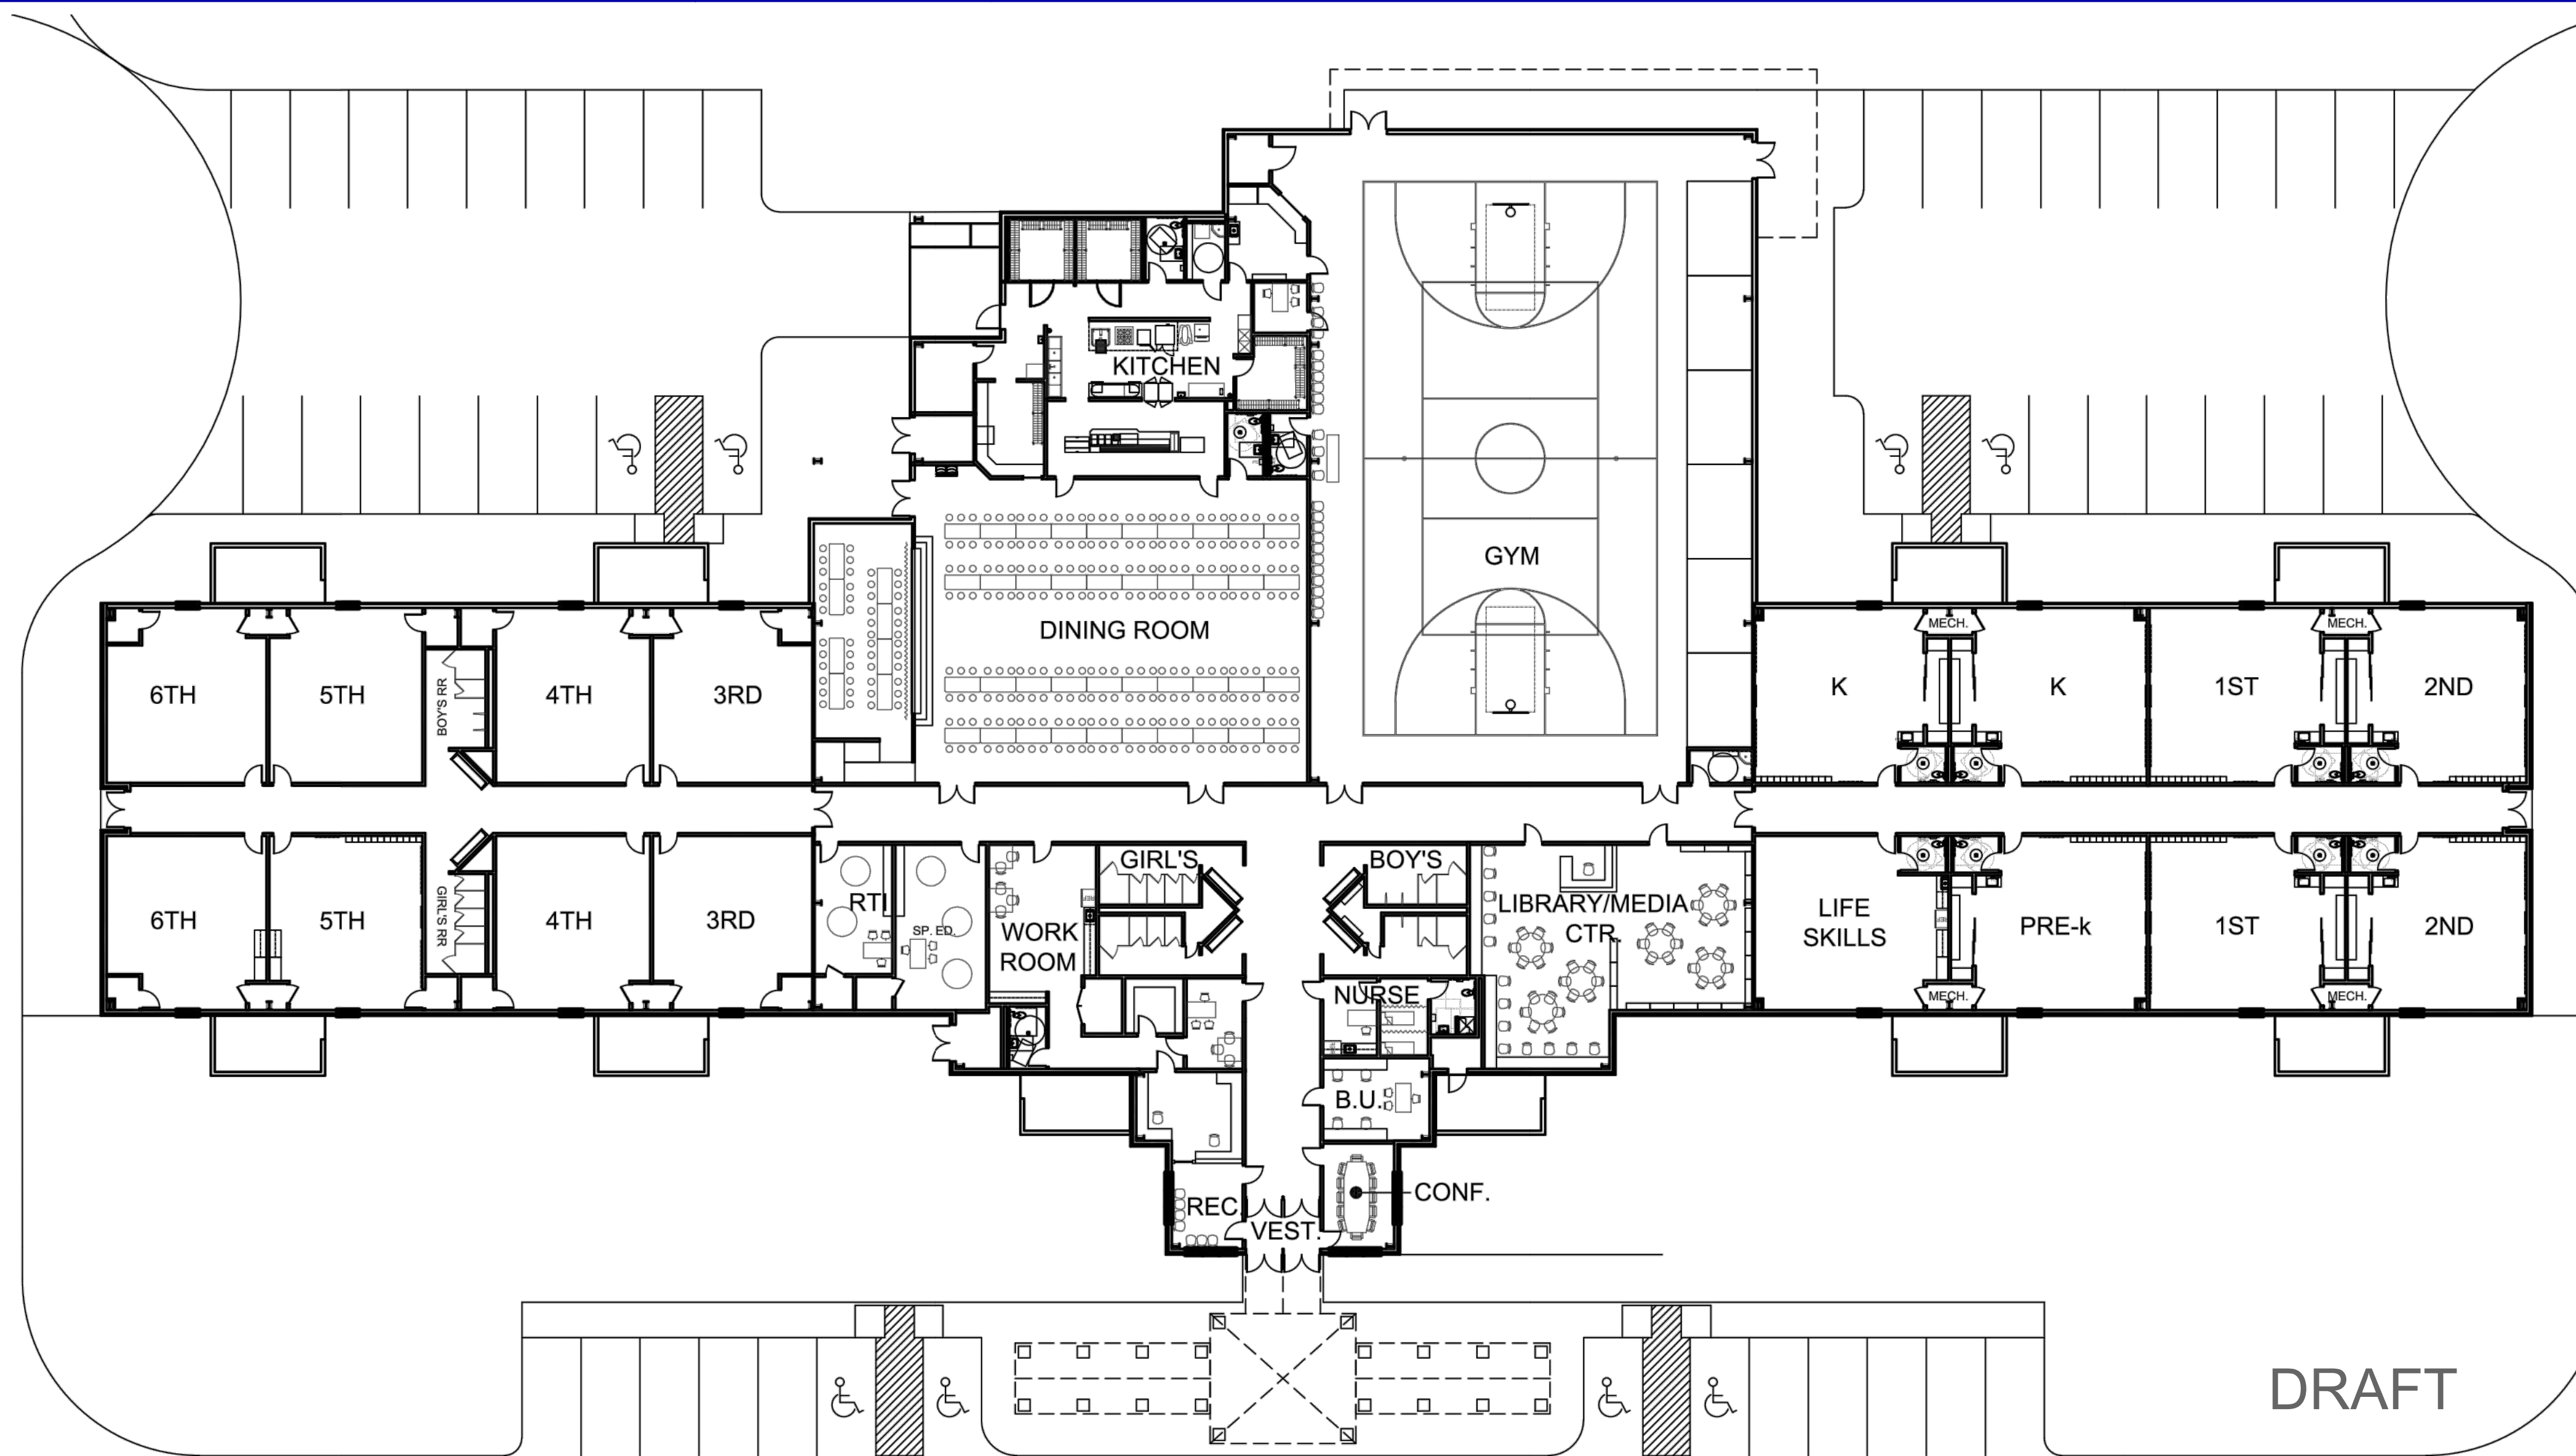 KITCHEN
GYM
DINING ROOM
MECH.
MECH.
6TH
5TH
BOY'S RR
4TH
3RD
K
K
1ST
2ND
GIRL'S
BOY'S
6TH
5TH
GIRL'S RR
4TH
3RD
RTI
SP. ED.
WORK
ROOM
LIBRARY/MEDIA
CTR.
LIFE
SKILLS
PRE-k
1ST
2ND
NURSE
MECH.
MECH.
B.U.
CONF.
REC.
VEST.
DRAFT